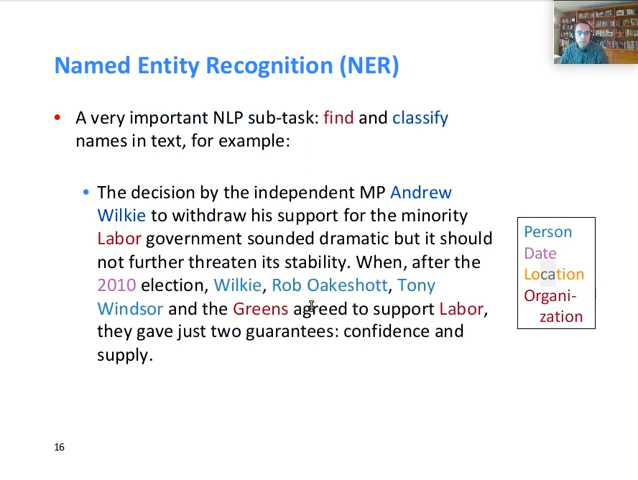 Named Entity Recognition (NER)
• A very important NLP sub-task: find and classify
names in text, for example:
• The decision by the independent MP Andrew
Wilkie to withdraw his support for the minority
Labor government sounded dramatic but it should
not further threaten its stability. When, after the
2010 election, Wilkie, Rob Oakeshott, Tony
Windsor and the Greens agreed to support Labor,
they gave just two guarantees: confidence and
supply.
Person
Date
Location
Organi-
zation
16